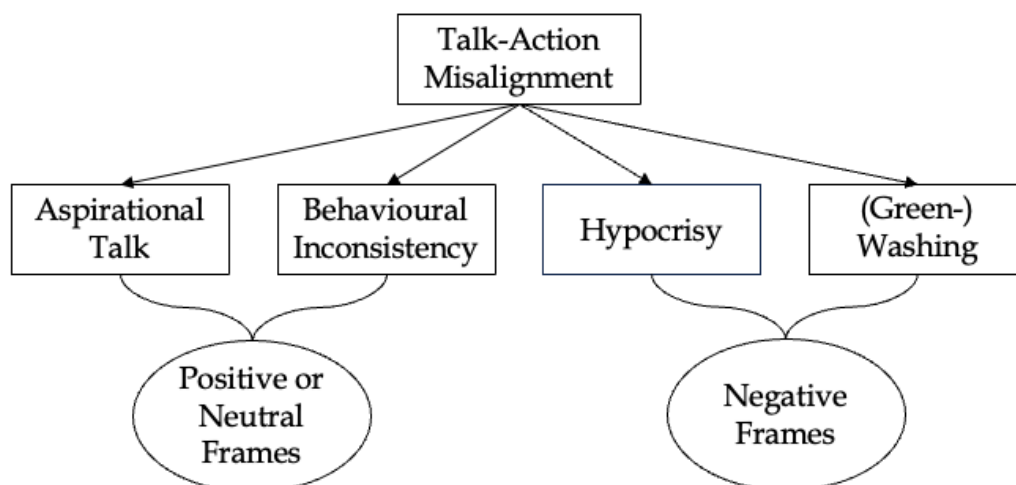 Talk-Action
Misalignment
Aspirational
Talk
Behavioural
Inconsistency
Hypocrisy
(Green-)
Washing
Positive or
Neutral
Frames
Negative
Frames